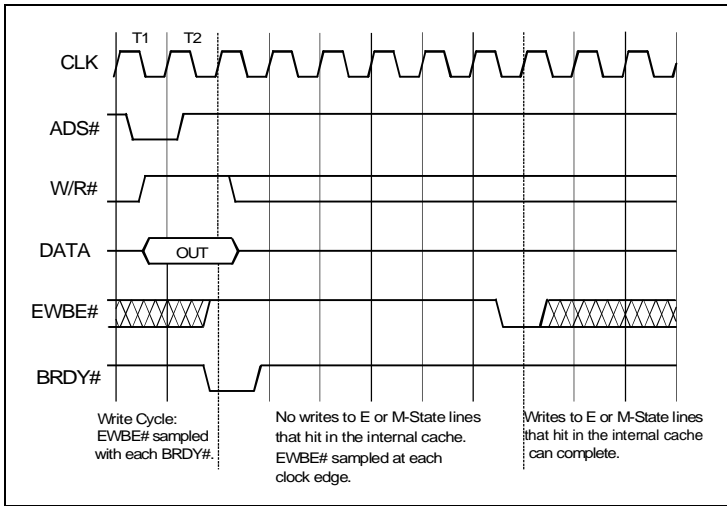 T1 T2
CLK
ADS#
W/R#
DATA
OUT
EWBE#
BRDY#
Write Cycle:
EWBE# sampled
with each BRDY#.
No writes to E or M-State lines
that hit in the internal cache.
EWBE# sampled at each
clock edge.
Writes to E or M-State lines
that hit in the internal cache
can complete.